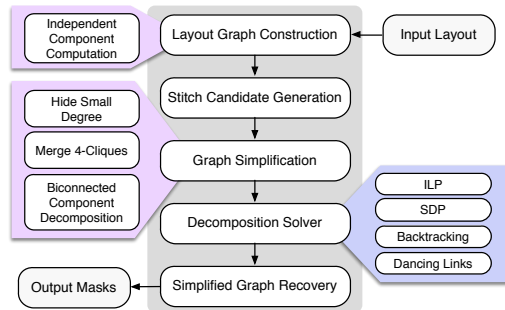 Independent
Component
Computation
Layout Graph Construction
Input Layout
Stitch Candidate Generation
Hide Small
Degree
Merge 4-Cliques
Biconnected
Component
Decomposition
Graph Simplification
Decomposition Solver
ILP
SDP
Backtracking
Dancing Links
Simplified Graph Recovery
Output Masks